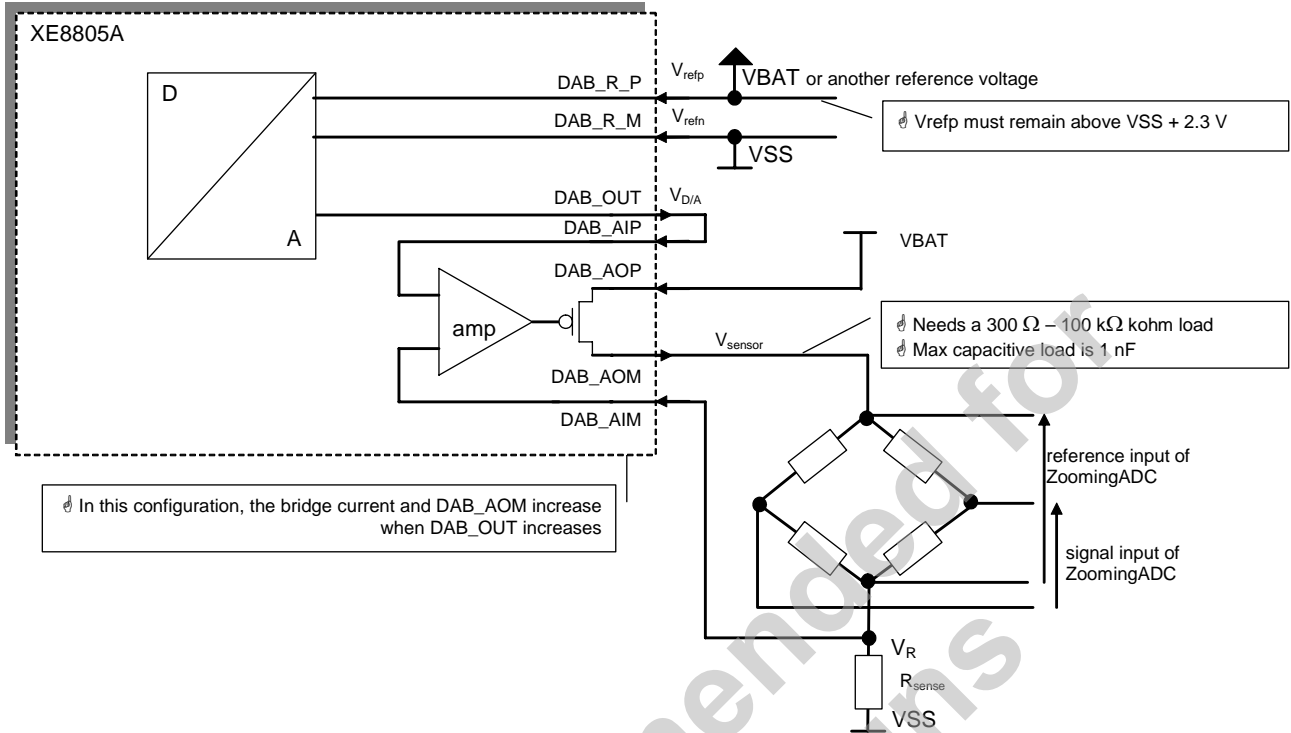 XE8805A
D
A
DAB_R_P
Vrefp
VBAT or another reference voltage
DAB_R_M
Vrefn
☝ Vrefp must remain above VSS + 2.3 V
VSS
DAB_OUT
VD/A
DAB_AIP
VBAT
DAB_AOP
amp
Vsensor
☝ Needs a 300 Ω – 100 kΩ kohm load
☝ Max capacitive load is 1 nF
DAB_AOM
DAB_AIM
reference input of
ZoomingADC
☝ In this configuration, the bridge current and DAB_AOM increase
when DAB_OUT increases
signal input of
ZoomingADC
VR
Rsense
VSS